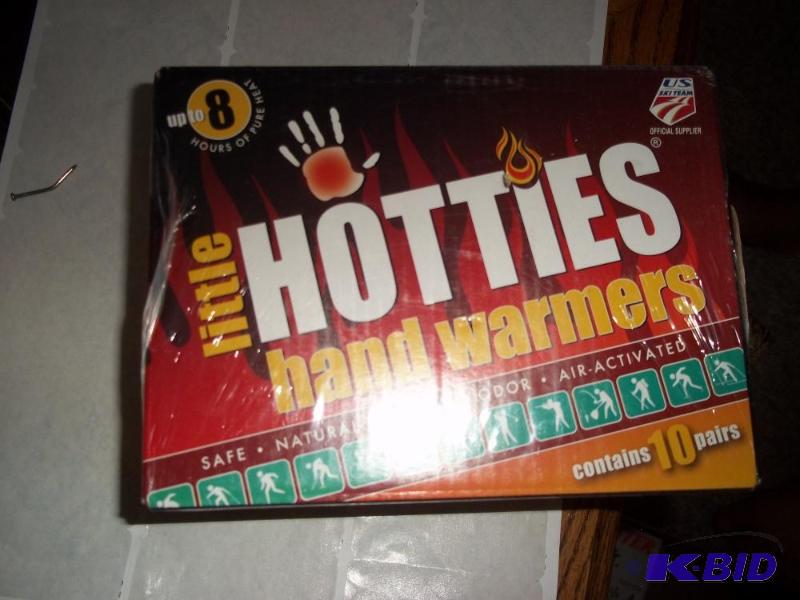 up to 8
HOURS OF PURE HEAT
US
SKI TEAM
OFFICIAL SUPPLIER
little
HOTTIES®
hand warmers
SAFE • NATURAL ODOR • AIR-ACTIVATED
contains 10 pairs
K-BID